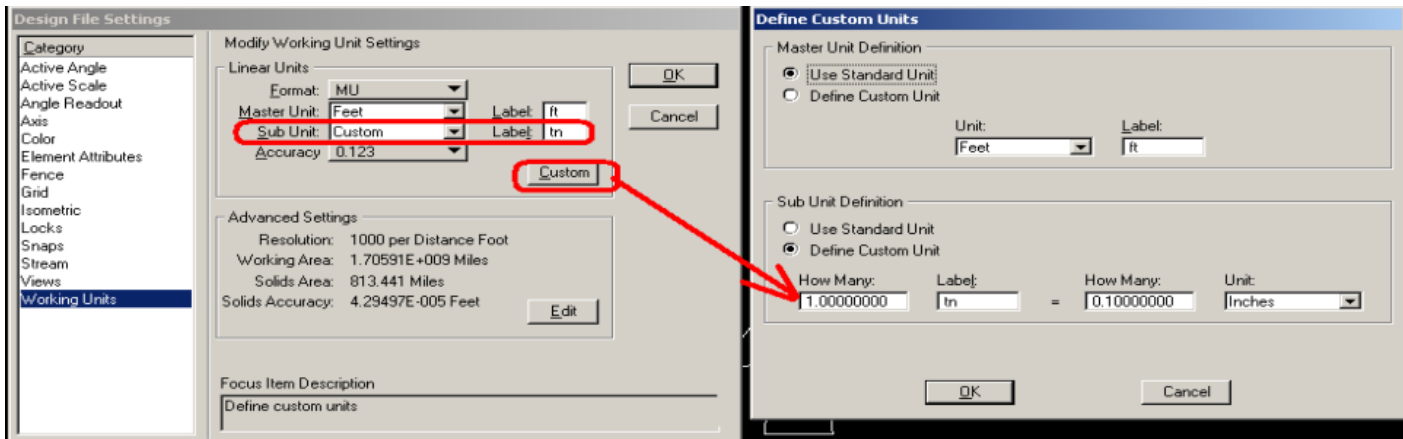 Design File Settings
Category
Active Angle
Active Scale
Angle Readout
Axis
Color
Element Attributes
Fence
Grid
Isometric
Locks
Snaps
Stream
Views
Working Units
Modify Working Unit Settings
Linear Units
Format: MU
Master Unit: Feet Label: ft
Sub Unit: Custom Label: tn
Accuracy 0.123
Custom
OK
Cancel
Advanced Settings
Resolution: 1000 per Distance Foot
Working Area: 1.70591E+009 Miles
Solids Area: 813.441 Miles
Solids Accuracy: 4.29497E-005 Feet
Edit
Focus Item Description
Define custom units
Define Custom Units
Master Unit Definition
Use Standard Unit
Define Custom Unit
Unit: Label:
Feet ft
Sub Unit Definition
Use Standard Unit
Define Custom Unit
How Many: Label: How Many: Unit:
1.00000000 tn = 0.10000000 Inches
OK Cancel